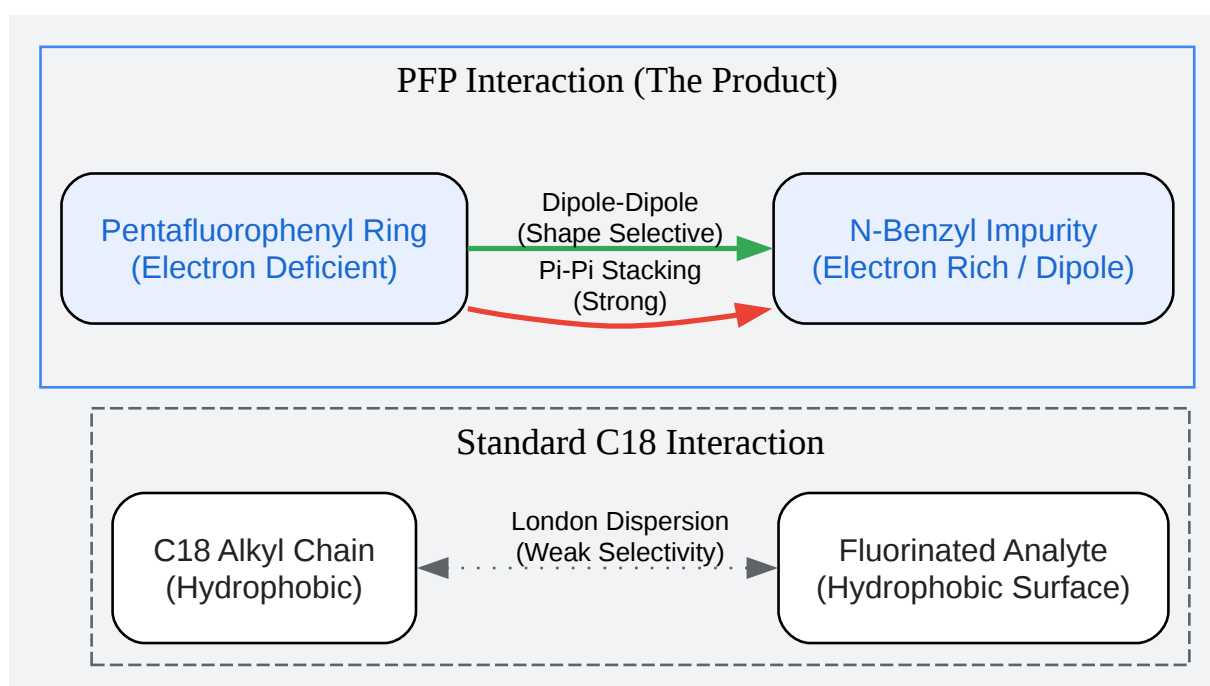 PFP Interaction (The Product)
Pentafluorophenyl Ring
(Electron Deficient)
Dipole-Dipole
(Shape Selective)
Pi-Pi Stacking
(Strong)
N-Benzyl Impurity
(Electron Rich / Dipole)
Standard C18 Interaction
C18 Alkyl Chain
(Hydrophobic)
London Dispersion
(Weak Selectivity)
Fluorinated Analyte
(Hydrophobic Surface)